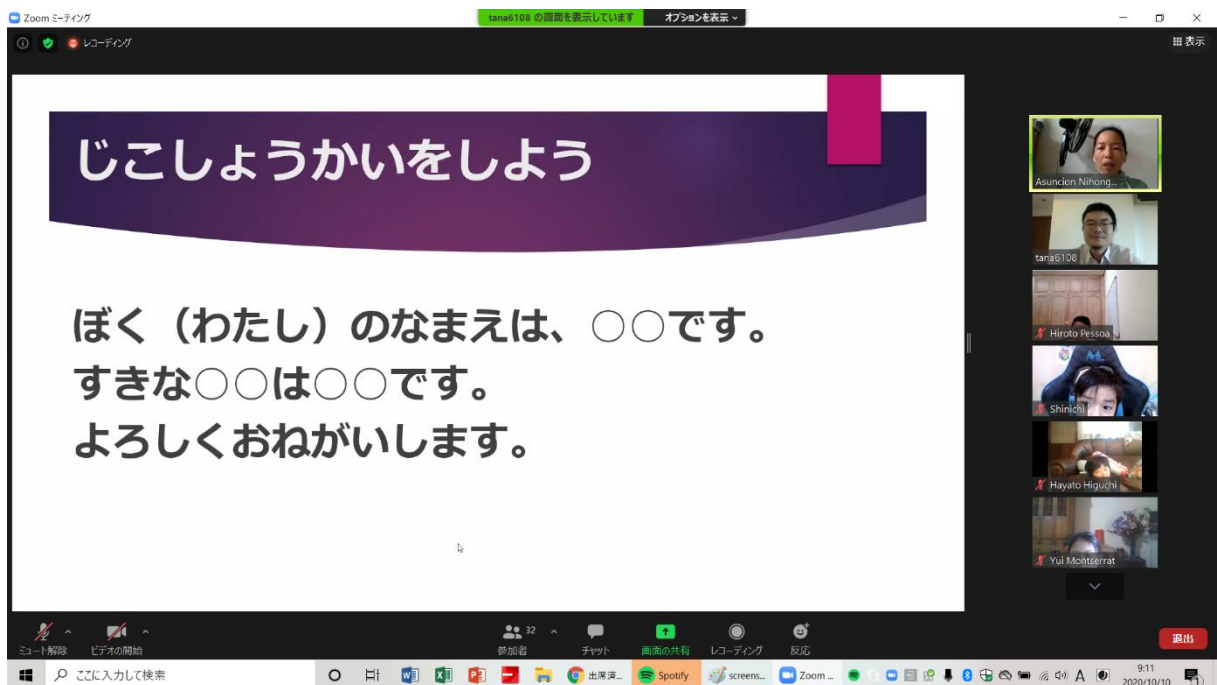 Zoom ミーティング
tana6108 の画面を表示しています
オプションを表示
レコーディング
表示
じこしょうかいをしよう
ぼく（わたし）のなまえは、○○です。
すきな○○は○○です。
よろしくおねがいします。
Asuncion Nihong...
tana6108
Hiroto Pessoa
Shinichi
Hayato Higuchi
Yui Montserrat
ミュート解除
ビデオの開始
32
参加者
チャット
画面の共有
レコーディング
反応
退出
ここに入力して検索
出席済...
Spotify
screens...
Zoom ...
A
9:11
2020/10/10